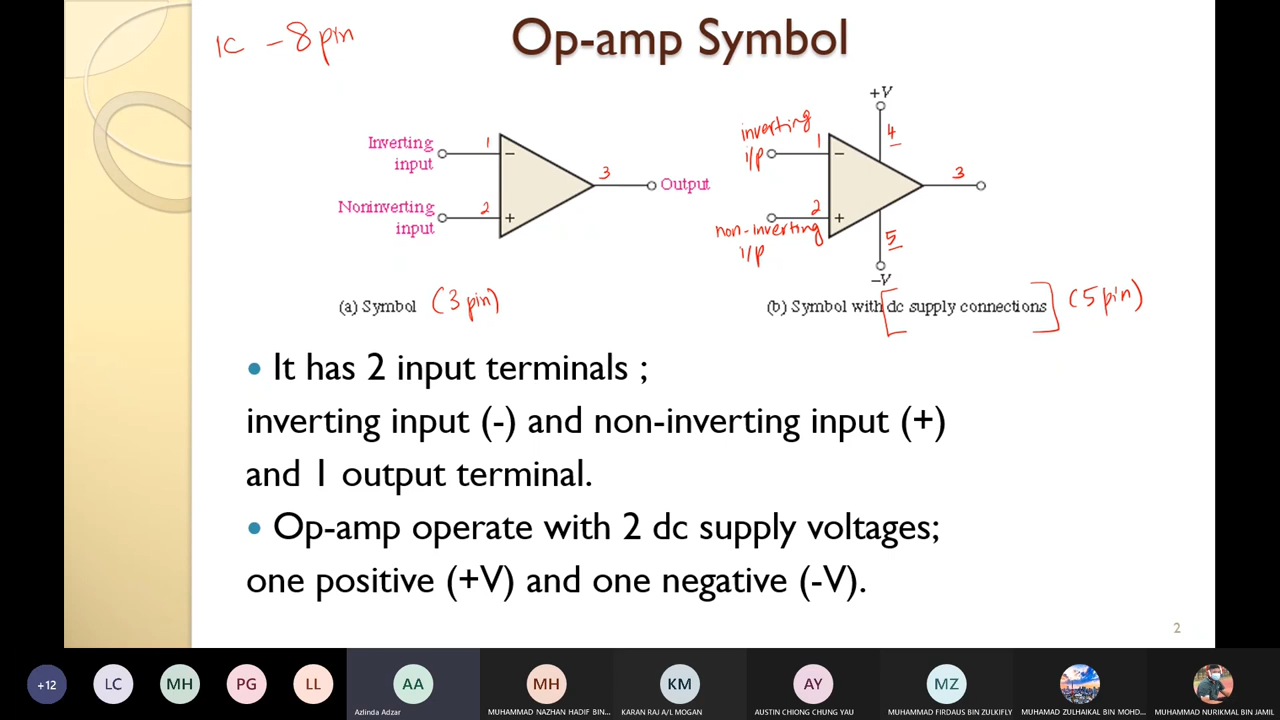 IC - 8 pin
Op-amp Symbol
Inverting
input
1
−
Noninverting
input
2
+
3
Output
(a) Symbol (3 pin)
+V
4
inverting
i/p
1
−
2
+
non-inverting
i/p
3
5
−V
(b) Symbol with [dc supply connections] (5 pin)
• It has 2 input terminals ;
inverting input (-) and non-inverting input (+)
and 1 output terminal.
• Op-amp operate with 2 dc supply voltages;
one positive (+V) and one negative (-V).
2
+12
LC
MH
PG
LL
AA
Azlinda Adzar
MH
MUHAMMAD NAZHAN HADIF BIN...
KM
KARAN RAJ A/L MOGAN
AY
AUSTIN CHIONG CHUNG YAU
MZ
MUHAMMAD FIRDAUS BIN ZULKIFLY
MUHAMAD ZULHAIKAL BIN MOHD...
MUHAMMAD NURIKMAL BIN JAMIL